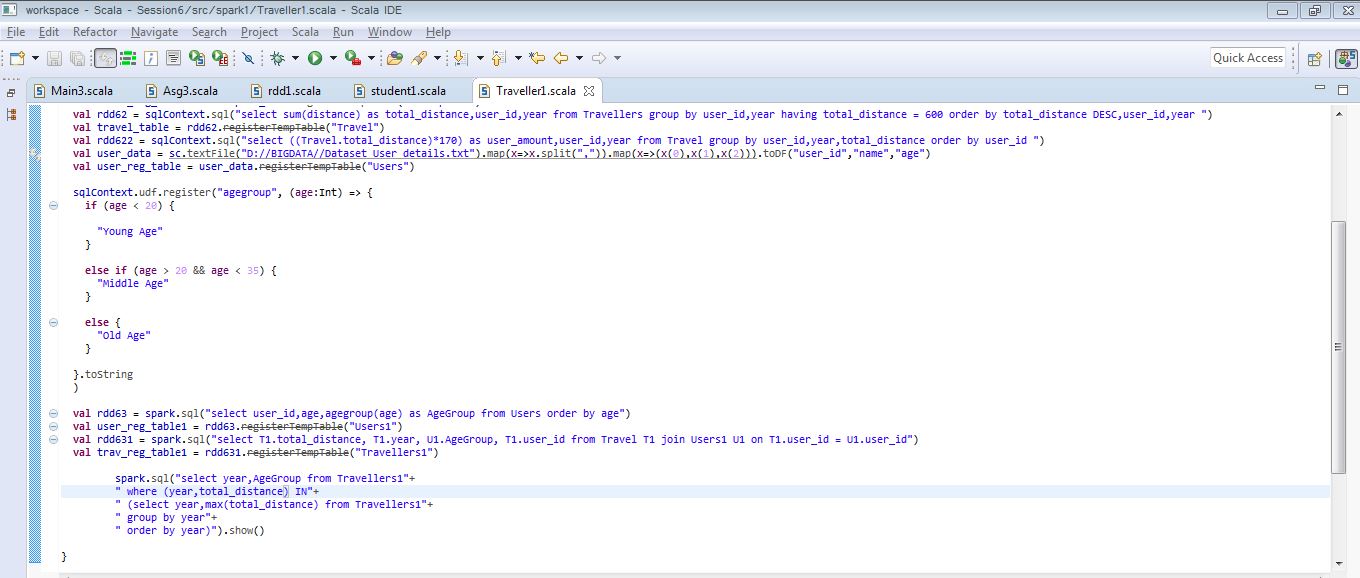 workspace - Scala - Session6/src/spark1/Traveller1.scala - Scala IDE
File Edit Refactor Navigate Search Project Scala Run Window Help
Quick Access
Main3.scala Asg3.scala rdd1.scala student1.scala Traveller1.scala
val rdd62 = sqlContext.sql("select sum(distance) as total_distance,user_id,year from Travellers group by user_id,year having total_distance = 600 order by total_distance DESC,user_id,year ")
val travel_table = rdd62.registerTempTable("Travel")
val rdd622 = sqlContext.sql("select ((Travel.total_distance)*170) as user_amount,user_id,year from Travel group by user_id,year,total_distance order by user_id ")
val user_data = sc.textFile("D://BIGDATA//Dataset_User_details.txt").map(x=>x.split(",")).map(x=>(x(0),x(1),x(2))).toDF("user_id","name","age")
val user_reg_table = user_data.registerTempTable("Users")
sqlContext.udf.register("agegroup", (age:Int) => {
if (age < 20) {
"Young Age"
}
else if (age > 20 && age < 35) {
"Middle Age"
}
else {
"Old Age"
}
}.toString
)
val rdd63 = spark.sql("select user_id,age,agegroup(age) as AgeGroup from Users order by age")
val user_reg_table1 = rdd63.registerTempTable("Users1")
val rdd631 = spark.sql("select T1.total_distance, T1.year, U1.AgeGroup, T1.user_id from Travel T1 join Users1 U1 on T1.user_id = U1.user_id")
val trav_reg_table1 = rdd631.registerTempTable("Travellers1")
spark.sql("select year,AgeGroup from Travellers1"+
" where (year,total_distance) IN"+
" (select year,max(total_distance) from Travellers1"+
" group by year"+
" order by year)").show()
}